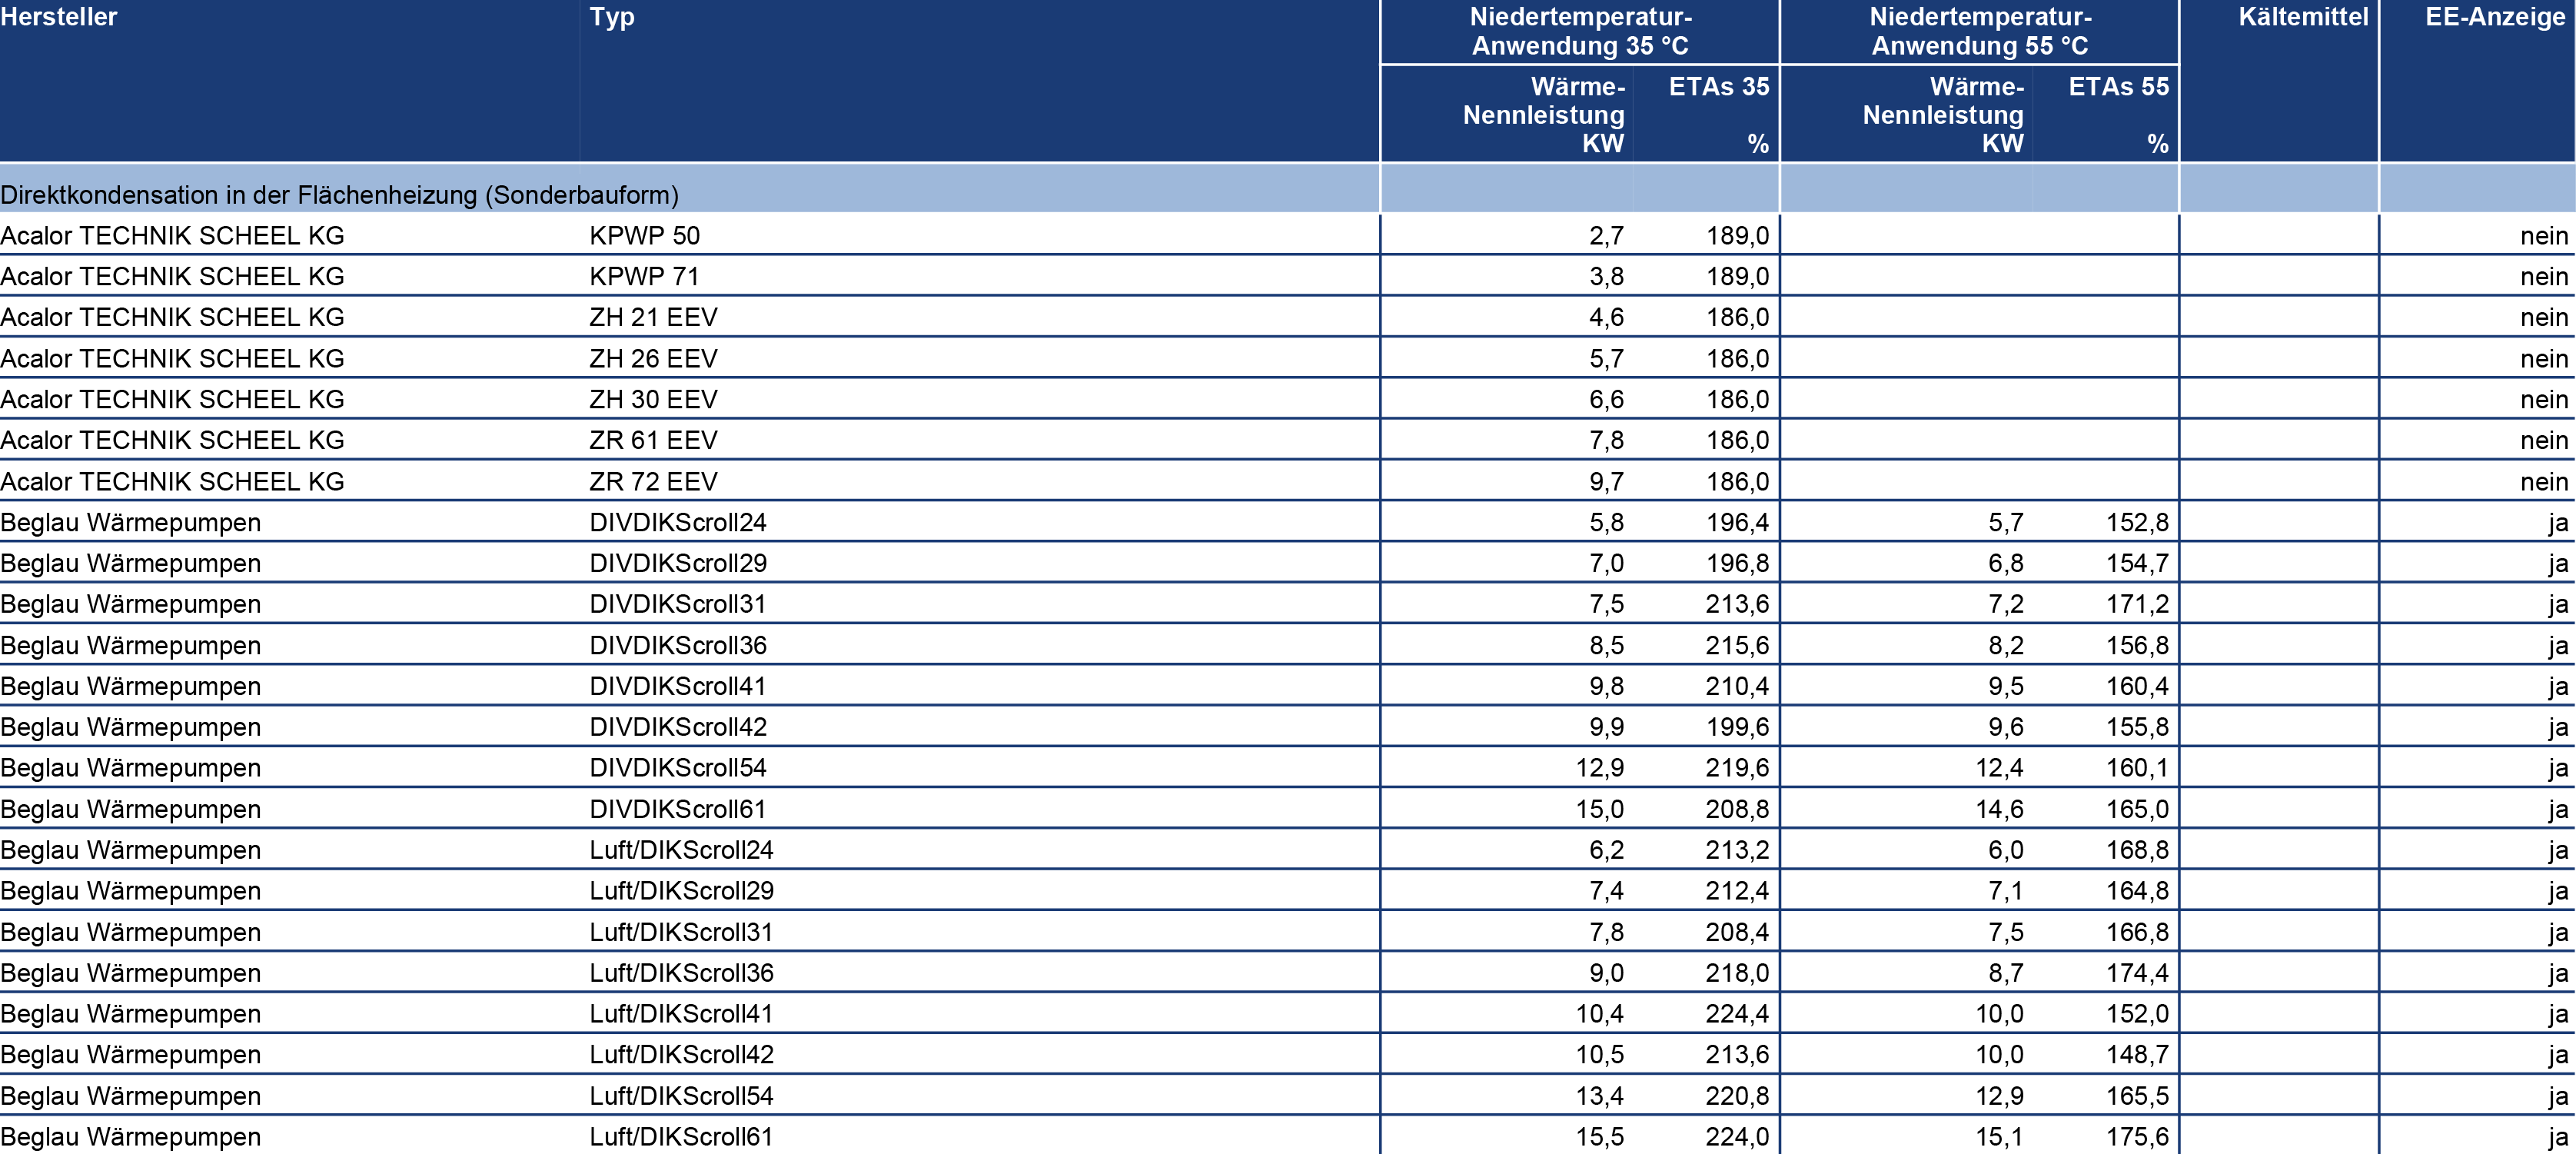 Hersteller Typ Niedertemperatur- Niedertemperatur- Kältemittel EE-Anzeige
Anwendung 35 °C Anwendung 55 °C
Wärme- ETAs 35 Wärme- ETAs 55
Nennleistung Nennleistung
KW % KW %
Direktkondensation in der Flächenheizung (Sonderbauform)
Acalor TECHNIK SCHEEL KG KPWP 50 2,7 189,0 nein
Acalor TECHNIK SCHEEL KG KPWP 71 3,8 189,0 nein
Acalor TECHNIK SCHEEL KG ZH 21 EEV 4,6 186,0 nein
Acalor TECHNIK SCHEEL KG ZH 26 EEV 5,7 186,0 nein
Acalor TECHNIK SCHEEL KG ZH 30 EEV 6,6 186,0 nein
Acalor TECHNIK SCHEEL KG ZR 61 EEV 7,8 186,0 nein
Acalor TECHNIK SCHEEL KG ZR 72 EEV 9,7 186,0 nein
Beglau Wärmepumpen DIVDIKScroll24 5,8 196,4 5,7 152,8 ja
Beglau Wärmepumpen DIVDIKScroll29 7,0 196,8 6,8 154,7 ja
Beglau Wärmepumpen DIVDIKScroll31 7,5 213,6 7,2 171,2 ja
Beglau Wärmepumpen DIVDIKScroll36 8,5 215,6 8,2 156,8 ja
Beglau Wärmepumpen DIVDIKScroll41 9,8 210,4 9,5 160,4 ja
Beglau Wärmepumpen DIVDIKScroll42 9,9 199,6 9,6 155,8 ja
Beglau Wärmepumpen DIVDIKScroll54 12,9 219,6 12,4 160,1 ja
Beglau Wärmepumpen DIVDIKScroll61 15,0 208,8 14,6 165,0 ja
Beglau Wärmepumpen Luft/DIKScroll24 6,2 213,2 6,0 168,8 ja
Beglau Wärmepumpen Luft/DIKScroll29 7,4 212,4 7,1 164,8 ja
Beglau Wärmepumpen Luft/DIKScroll31 7,8 208,4 7,5 166,8 ja
Beglau Wärmepumpen Luft/DIKScroll36 9,0 218,0 8,7 174,4 ja
Beglau Wärmepumpen Luft/DIKScroll41 10,4 224,4 10,0 152,0 ja
Beglau Wärmepumpen Luft/DIKScroll42 10,5 213,6 10,0 148,7 ja
Beglau Wärmepumpen Luft/DIKScroll54 13,4 220,8 12,9 165,5 ja
Beglau Wärmepumpen Luft/DIKScroll61 15,5 224,0 15,1 175,6 ja